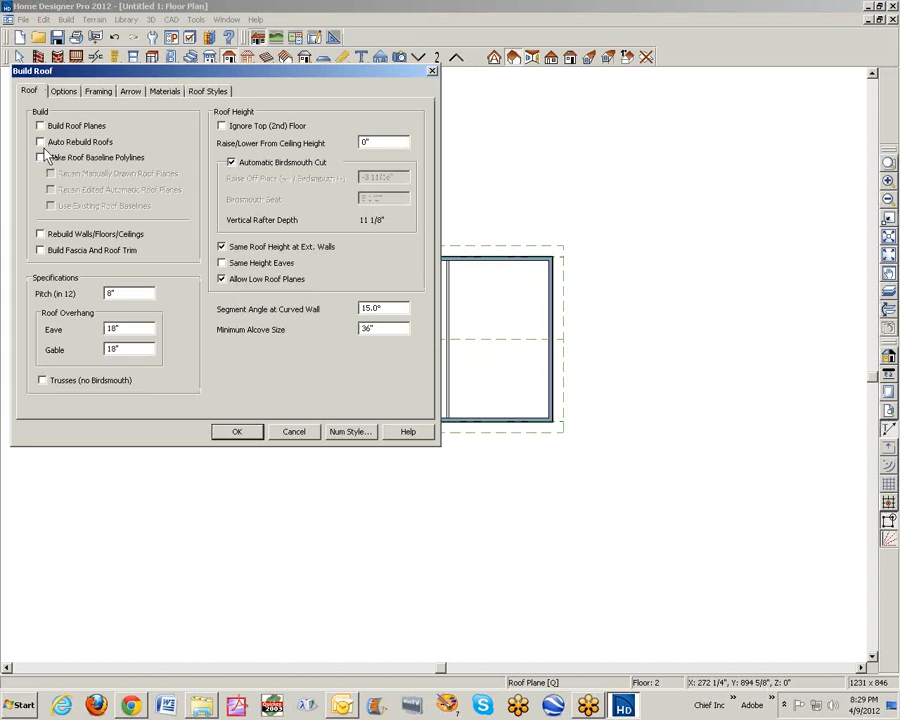 Home Designer Pro 2012 - [Untitled 1: Floor Plan]
File Edit Build Terrain Library 3D CAD Tools Window Help
2
Build Roof
Roof Options Framing Arrow Materials Roof Styles
Build
Build Roof Planes
Auto Rebuild Roofs
Make Roof Baseline Polylines
Retain Manually Drawn Roof Planes
Retain Edited Automatic Roof Planes
Use Existing Roof Baselines
Rebuild Walls/Floors/Ceilings
Build Fascia And Roof Trim
Specifications
Pitch (in 12) 8"
Roof Overhang
Eave 18"
Gable 18"
Trusses (no Birdsmouth)
Roof Height
Ignore Top (2nd) Floor
Raise/Lower From Ceiling Height 0"
Automatic Birdsmouth Cut
Birdsmouth Seat
Vertical Rafter Depth 11 1/8"
Same Roof Height at Ext. Walls
Same Height Eaves
Allow Low Roof Planes
Segment Angle at Curved Wall 15.0°
Minimum Alcove Size 36"
OK Cancel Num Style... Help
Roof Plane [Q] Floor: 2 X: 272 1/4", Y: 894 5/8", Z: 0" 1231 x 846
Start Chief Inc » Adobe » 8:29 PM
4/9/2012